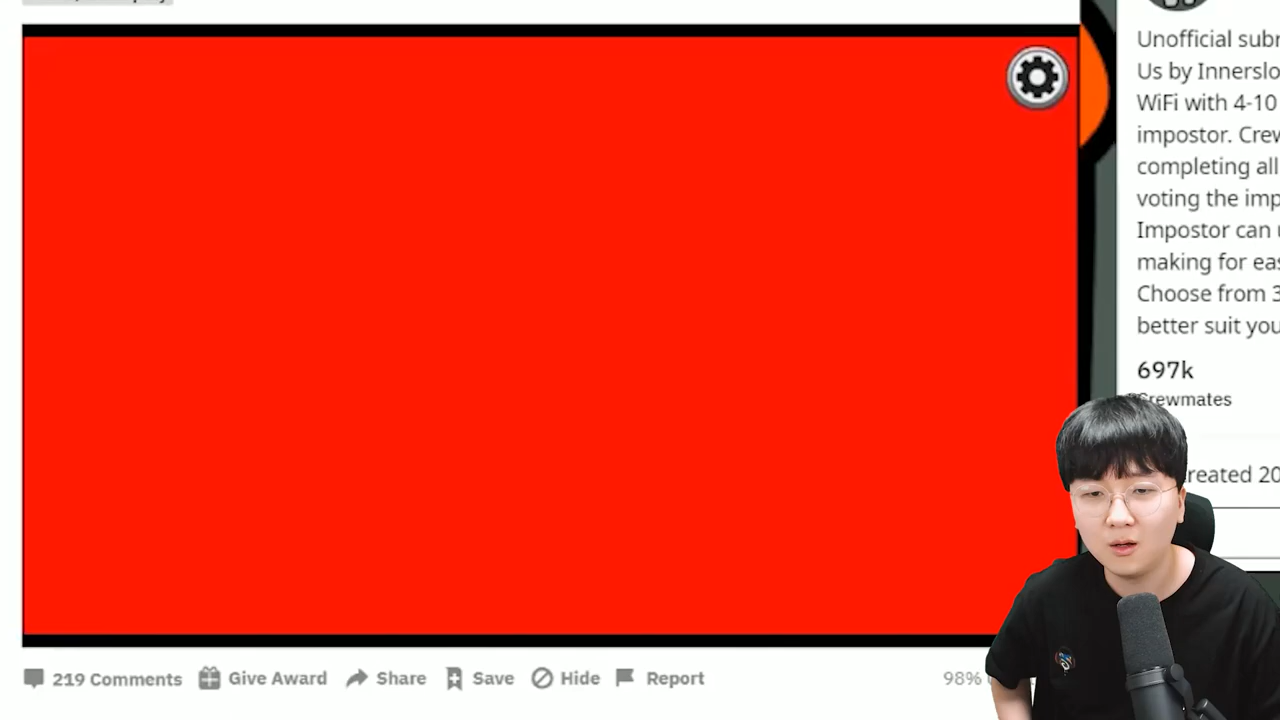 Unofficial subr
Us by Innerslo
WiFi with 4-10
impostor. Crew
completing all
voting the imp
Impostor can u
making for eas
Choose from 3
better suit you
697k
Crewmates
reated 20
219 Comments Give Award Share Save Hide Report 98%